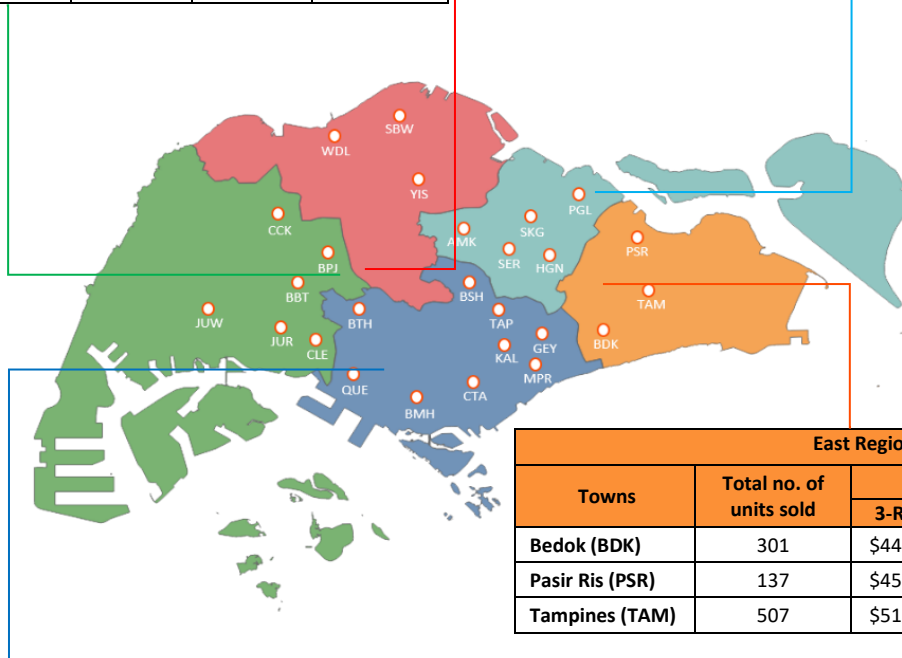 SBW
WDL
YIS
PGL
CCK
SKG
AMK
PSR
BPJ
SER
HGN
BBT
BSH
TAM
JUW
BTH
TAP
JUR
GEY
BDK
CLE
KAL
MPR
QUE
CTA
BMH
East Regio
Towns
Total no. of
units sold
3-R
Bedok (BDK) 301 $44
Pasir Ris (PSR) 137 $45
Tampines (TAM) 507 $51